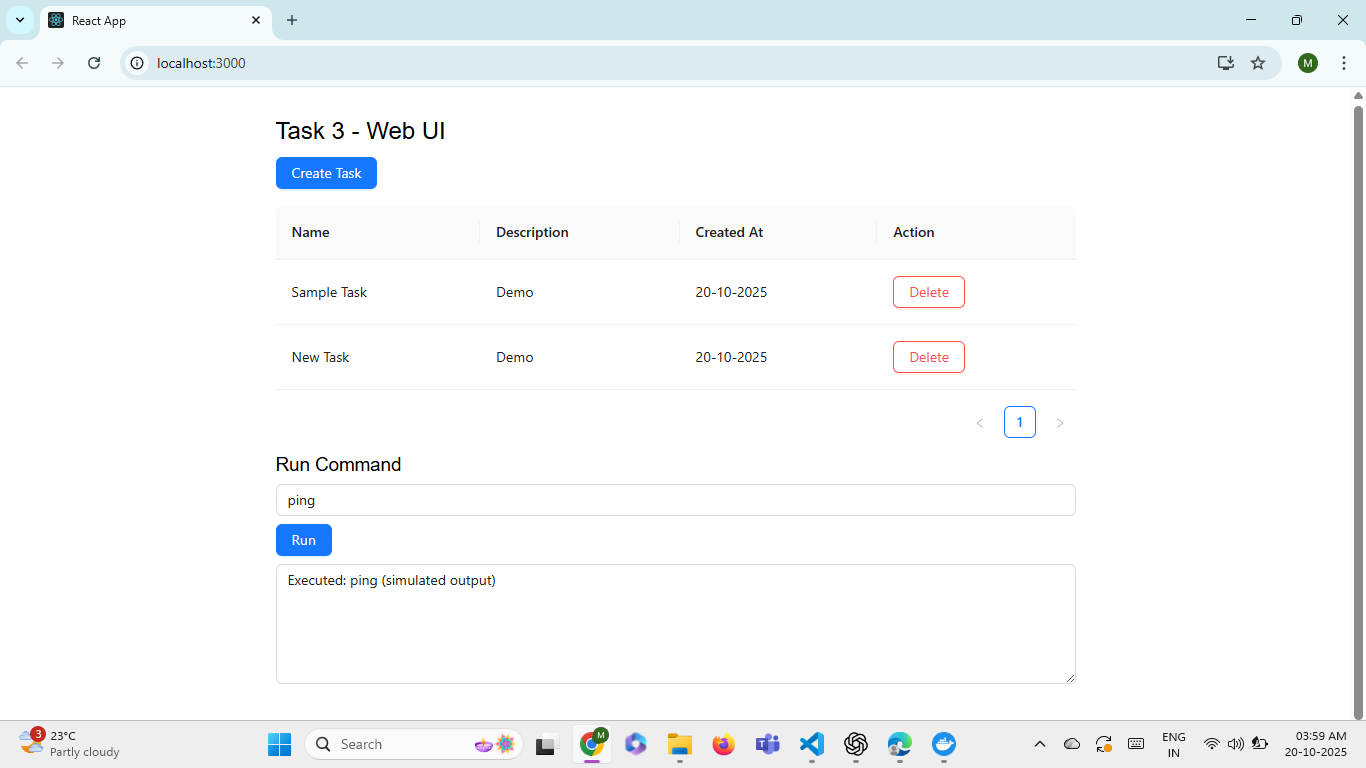 React App
localhost:3000
M
Task 3 - Web UI
Create Task
Name Description Created At Action
Sample Task Demo 20-10-2025 Delete
New Task Demo 20-10-2025 Delete
1
Run Command
ping
Run
Executed: ping (simulated output)
3
23°C
Partly cloudy
Search
M
ENG
IN
03:59 AM
20-10-2025